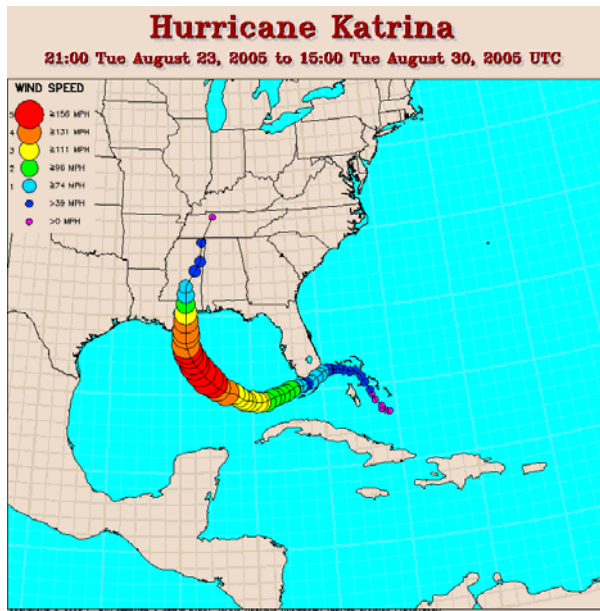 Hurricane Katrina
21:00 Tue August 23, 2005 to 15:00 Tue August 30, 2005 UTC
WIND SPEED
5 ≥156 MPH
4 ≥131 MPH
3 ≥111 MPH
2 ≥96 MPH
1 ≥74 MPH
>39 MPH
>0 MPH